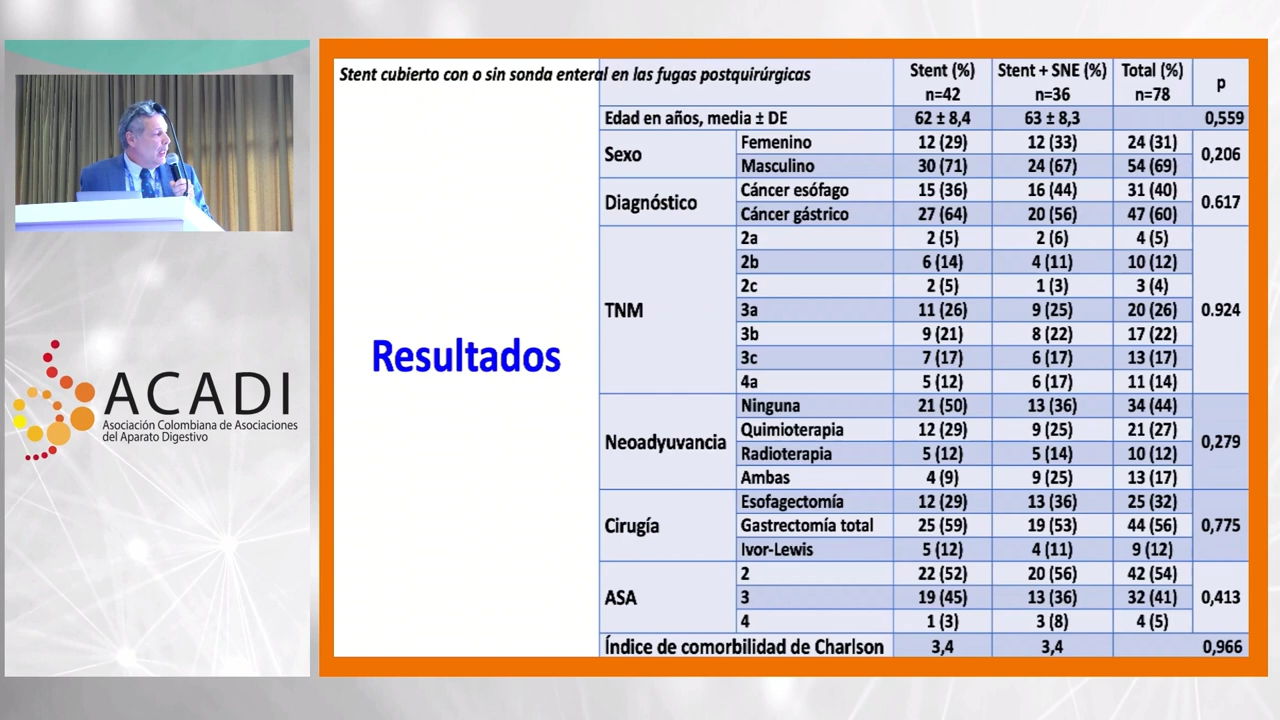 ACADI
Asociación Colombiana de Asociaciones
del Aparato Digestivo
Stent cubierto con o sin sonda enteral en las fugas postquirúrgicas
Resultados
Stent (%) n=42 Stent + SNE (%) n=36 Total (%) n=78 p
Edad en años, media ± DE 62 ± 8,4 63 ± 8,3 0,559
Sexo Femenino 12 (29) 12 (33) 24 (31) 0,206
Masculino 30 (71) 24 (67) 54 (69)
Diagnóstico Cáncer esófago 15 (36) 16 (44) 31 (40) 0.617
Cáncer gástrico 27 (64) 20 (56) 47 (60)
TNM 2a 2 (5) 2 (6) 4 (5) 0.924
2b 6 (14) 4 (11) 10 (12)
2c 2 (5) 1 (3) 3 (4)
3a 11 (26) 9 (25) 20 (26)
3b 9 (21) 8 (22) 17 (22)
3c 7 (17) 6 (17) 13 (17)
4a 5 (12) 6 (17) 11 (14)
Neoadyuvancia Ninguna 21 (50) 13 (36) 34 (44) 0,279
Quimioterapia 12 (29) 9 (25) 21 (27)
Radioterapia 5 (12) 5 (14) 10 (12)
Ambas 4 (9) 9 (25) 13 (17)
Cirugía Esofagectomía 12 (29) 13 (36) 25 (32) 0,775
Gastrectomía total 25 (59) 19 (53) 44 (56)
Ivor-Lewis 5 (12) 4 (11) 9 (12)
ASA 2 22 (52) 20 (56) 42 (54) 0,413
3 19 (45) 13 (36) 32 (41)
4 1 (3) 3 (8) 4 (5)
Índice de comorbilidad de Charlson 3,4 3,4 0,966